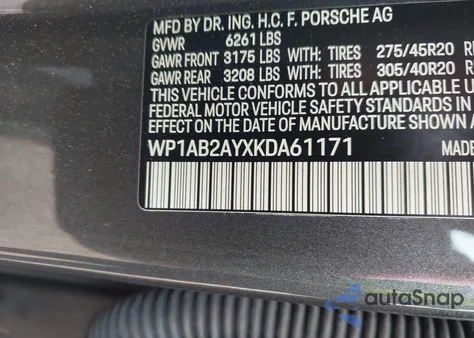 MFD BY DR. ING. H.C. F. PORSCHE AG
GVWR 6261 LBS
GAWR FRONT 3175 LBS WITH: TIRES 275/45R20
GAWR REAR 3208 LBS WITH: TIRES 305/40R20
THIS VEHICLE CONFORMS TO ALL APPLICABLE
FEDERAL MOTOR VEHICLE SAFETY STANDARDS IN
EFFECT ON THE DATE OF MANUFACTURE SHOWN
WP1AB2AYXKDA61171 MADE
autoSnap